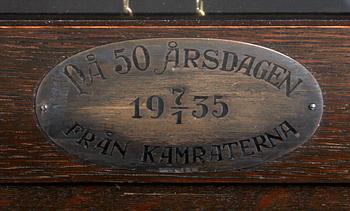 PÅ 50 ÅRSDAGEN
19 7/1 35
FRÅN KAMRATERNA